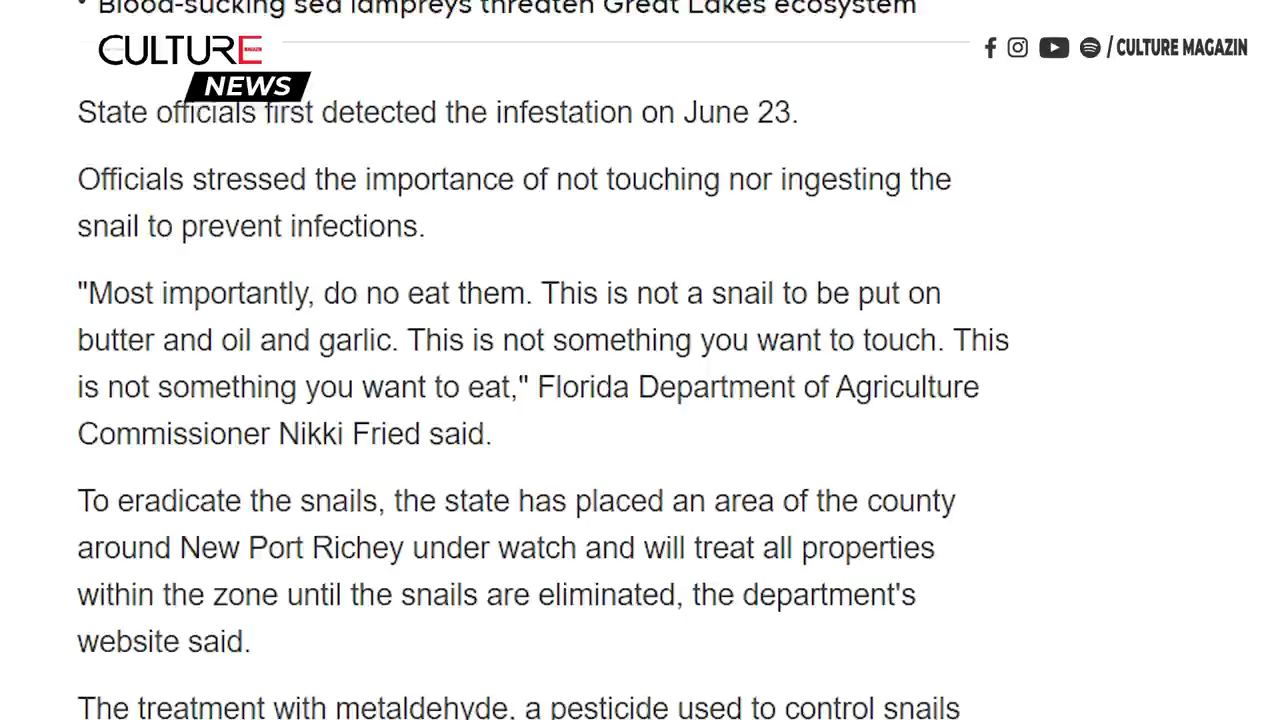 • Blood-sucking sea lampreys threaten Great Lakes ecosystem
CULTURE
NEWS
/ CULTURE MAGAZIN
State officials first detected the infestation on June 23.
Officials stressed the importance of not touching nor ingesting the
snail to prevent infections.
"Most importantly, do no eat them. This is not a snail to be put on
butter and oil and garlic. This is not something you want to touch. This
is not something you want to eat," Florida Department of Agriculture
Commissioner Nikki Fried said.
To eradicate the snails, the state has placed an area of the county
around New Port Richey under watch and will treat all properties
within the zone until the snails are eliminated, the department's
website said.
The treatment with metaldehyde, a pesticide used to control snails